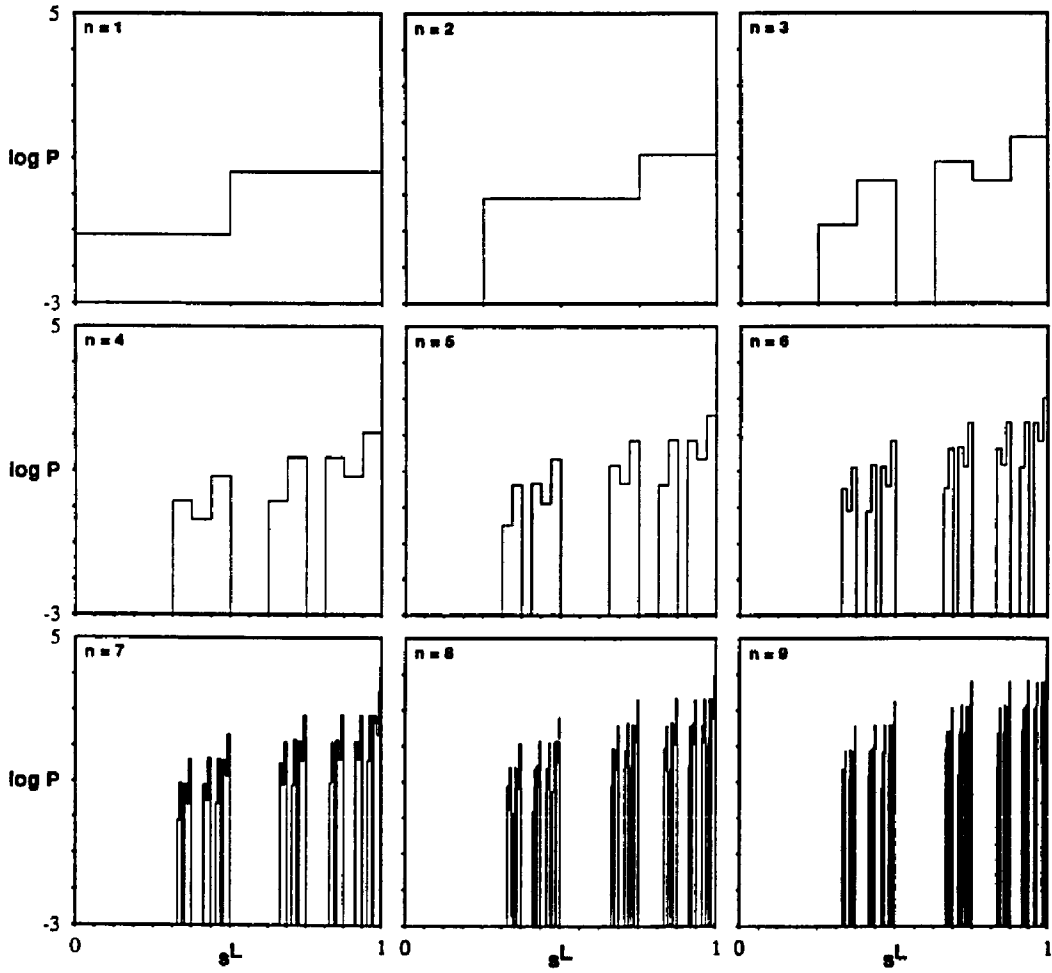 5
n = 1
n = 2
n = 3
log P
-3
5
n = 4
n = 5
n = 6
log P
-3
5
n = 7
n = 8
n = 9
log P
-3
0
s^L
1 0
s^L
1 0
s^L
1